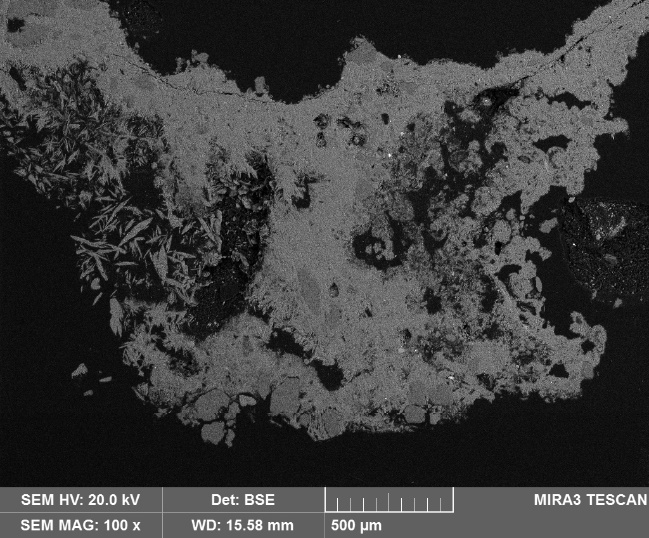 SEM HV: 20.0 kV Det: BSE MIRA3 TESCAN
SEM MAG: 100 x WD: 15.58 mm 500 µm